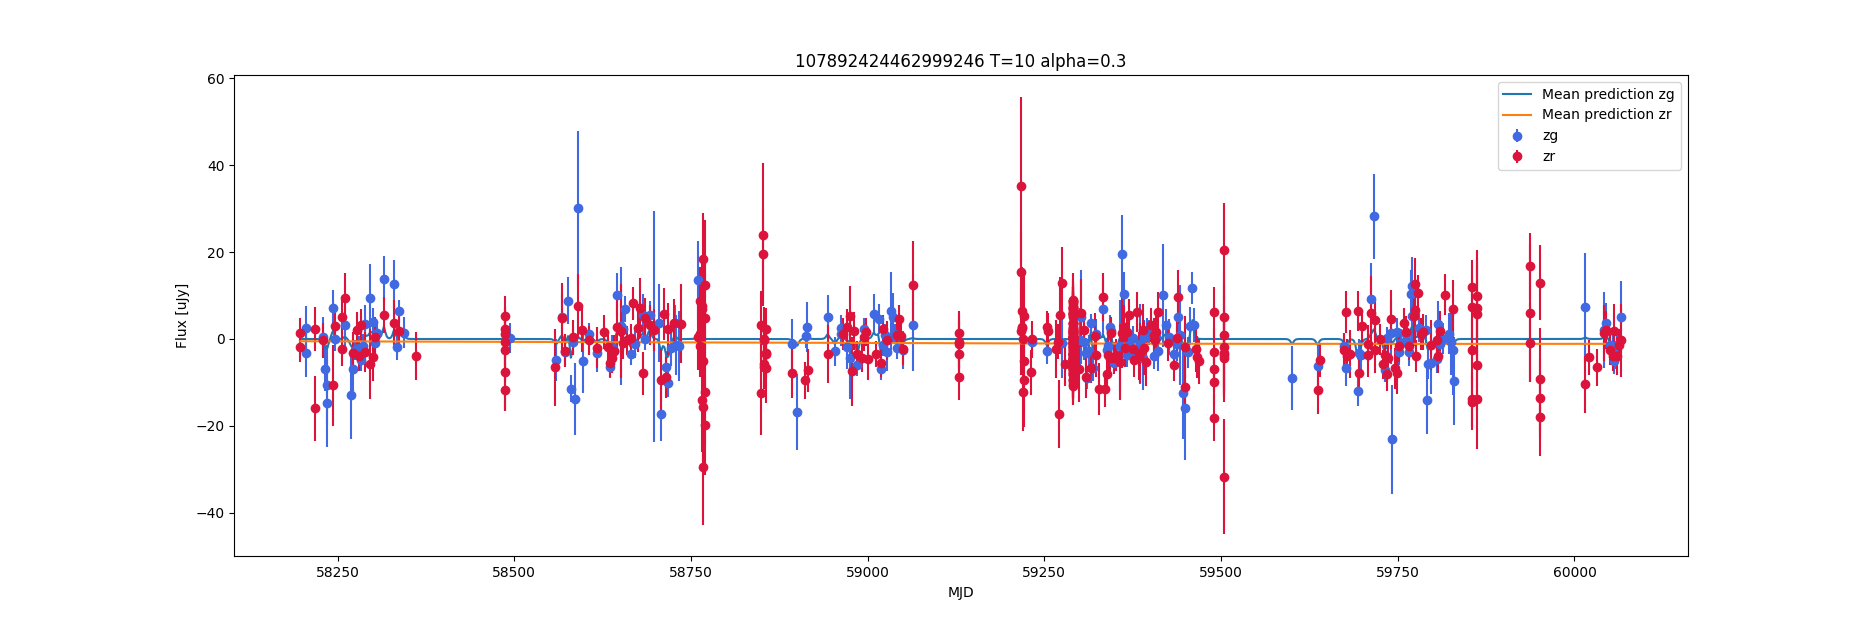 107892424462999246 T=10 alpha=0.3
Flux [uJy]
60
40
20
0
−20
−40
Mean prediction zg
Mean prediction zr
zg
zr
58250 58500 58750 59000 59250 59500 59750 60000
MJD